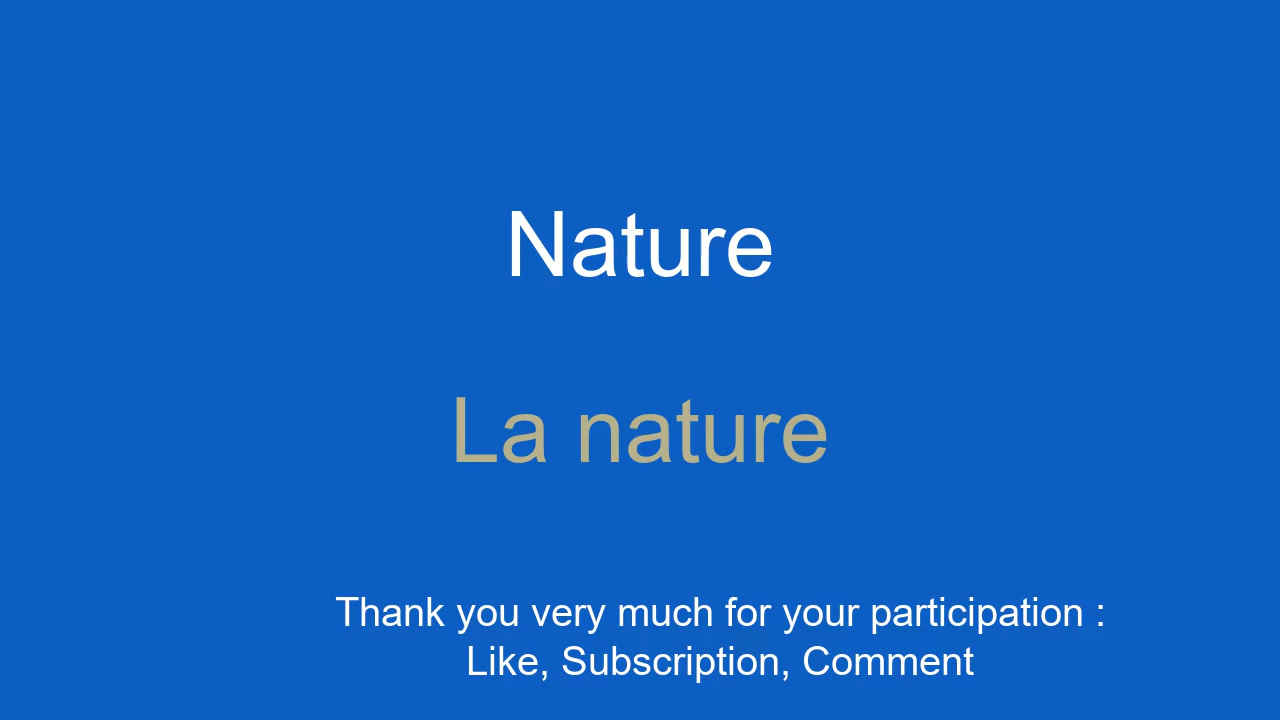 Nature
La nature
Thank you very much for your participation :
Like, Subscription, Comment